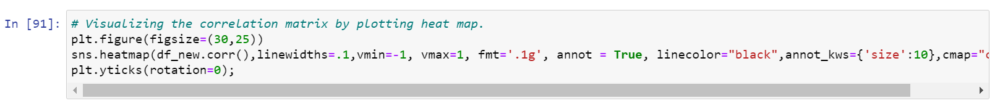 In [91]: # Visualizing the correlation matrix by plotting heat map.
plt.figure(figsize=(30,25))
sns.heatmap(df_new.corr(),linewidths=.1,vmin=-1, vmax=1, fmt='.1g', annot = True, linecolor="black",annot_kws={'size':10},cmap="
plt.yticks(rotation=0);